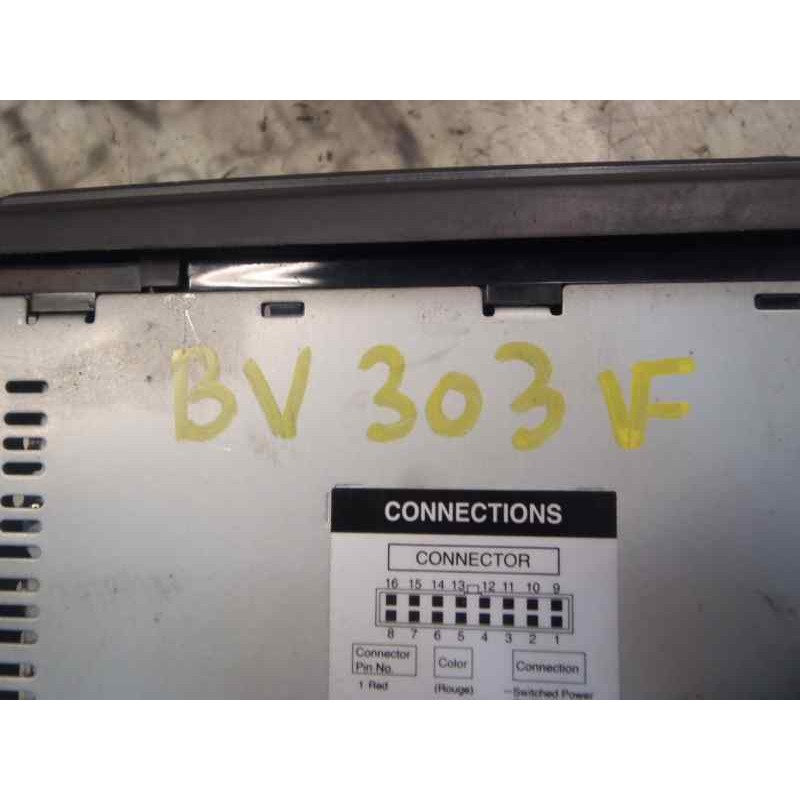 BV 303 VF
CONNECTIONS
CONNECTOR
16 15 14 13 12 11 10 9
8 7 6 5 4 3 2 1
Connector Pin No. Color Connection
1 Red (Rouge) Switched Power